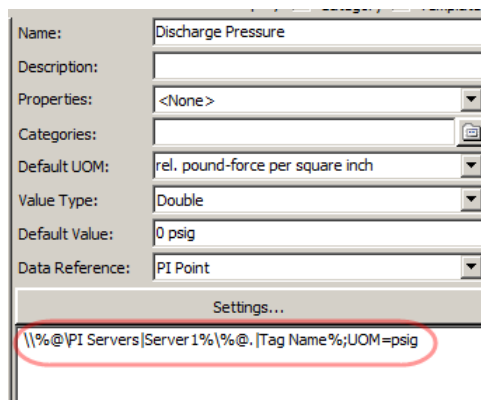 Name: Discharge Pressure
Description:
Properties: <None>
Categories:
Default UOM: rel. pound-force per square inch
Value Type: Double
Default Value: 0 psig
Data Reference: PI Point
Settings...
\\%@\PI Servers|Server1%\%@.|Tag Name%;UOM=psig